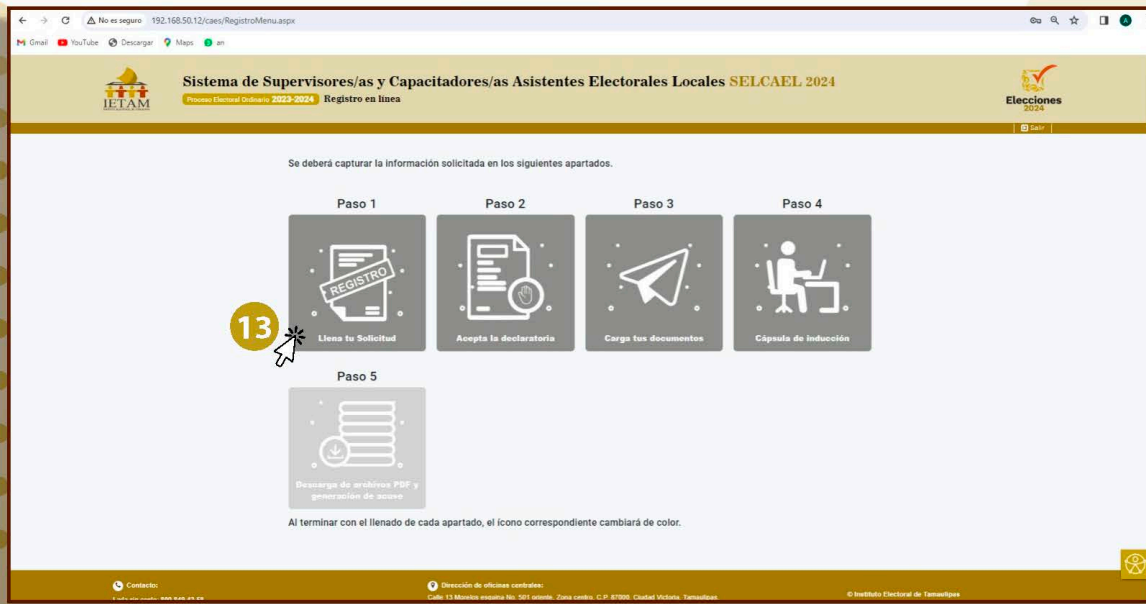 No es seguro 192.168.50.12/caes/RegistroMenu.aspx
A
Gmail YouTube Descargar Maps an
IETAM
Sistema de Supervisores/as y Capacitadores/as Asistentes Electorales Locales SELCAEL 2024
Proceso Electoral Ordinario 2023-2024 Registro en línea
Elecciones
2024
Salir
Se deberá capturar la información solicitada en los siguientes apartados.
Paso 1 Paso 2 Paso 3 Paso 4
REGISTRO
13
Llena tu Solicitud Acepta la declaratoria Carga tus documentos Cápsula de inducción
Paso 5
Descarga de archivos PDF y
generación de acuse
Al terminar con el llenado de cada apartado, el ícono correspondiente cambiará de color.
Contacto: Dirección de oficinas centrales:
Calle 13 Morelos esquina No. 501 oriente, Zona centro. C.P. 87000, Ciudad Victoria, Tamaulipas.
© Instituto Electoral de Tamaulipas